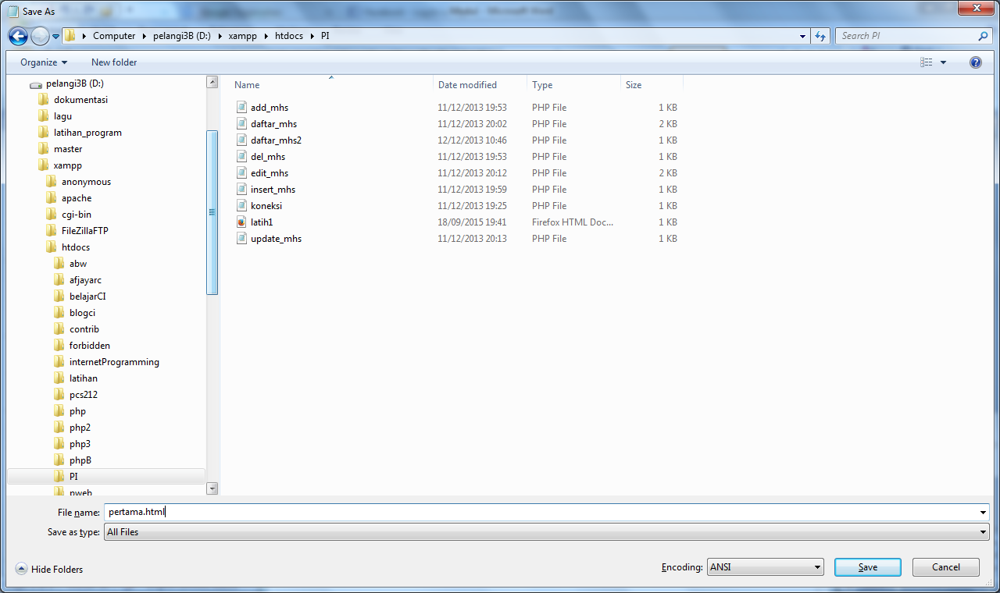 Save As
Computer pelangi3B (D:) xampp htdocs PI
Search PI
Organize New folder
pelangi3B (D:)
dokumentasi
lagu
latihan_program
master
xampp
anonymous
apache
cgi-bin
FileZillaFTP
htdocs
abw
afjayarc
belajarCI
blogci
contrib
forbidden
internetProgramming
latihan
pcs212
php
php2
php3
phpB
PI
pweb
Name Date modified Type Size
add_mhs 11/12/2013 19:53 PHP File 1 KB
daftar_mhs 11/12/2013 20:02 PHP File 2 KB
daftar_mhs2 12/12/2013 10:46 PHP File 1 KB
del_mhs 11/12/2013 19:53 PHP File 1 KB
edit_mhs 11/12/2013 20:12 PHP File 2 KB
insert_mhs 11/12/2013 19:59 PHP File 1 KB
koneksi 11/12/2013 19:25 PHP File 1 KB
latih1 18/09/2015 19:41 Firefox HTML Doc... 1 KB
update_mhs 11/12/2013 20:13 PHP File 1 KB
File name: pertama.html
Save as type: All Files
Hide Folders Encoding: ANSI Save Cancel